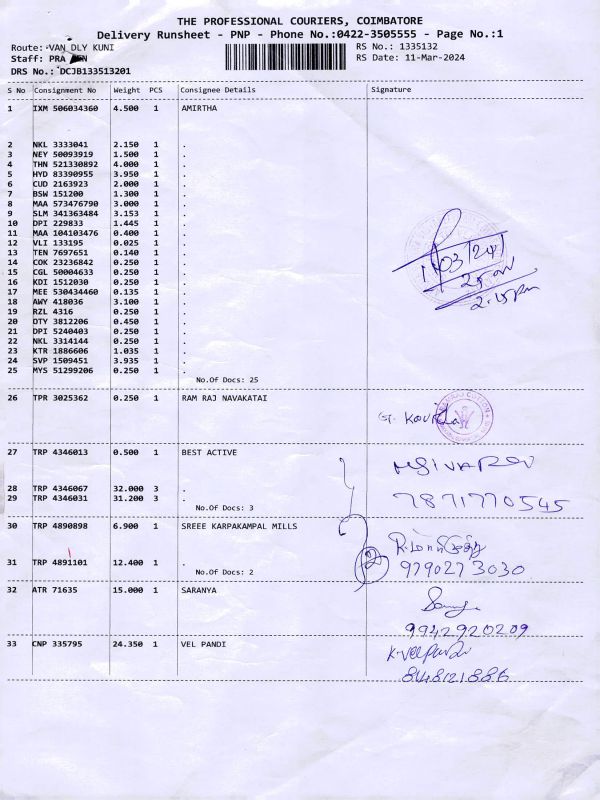 THE PROFESSIONAL COURIERS, COIMBATORE
Delivery Runsheet - PNP - Phone No.:0422-3505555 - Page No.:1
Route: VAN DLY KUNI
RS No.: 1335132
Staff: PRA
RS Date: 11-Mar-2024
DRS No.: DCJB133513201
S No Consignment No Weight PCS Consignee Details Signature
1 IXM 506034360 4.500 1 AMIRTHA
2 NKL 3333041 2.150 1 .
3 NEY 50093919 1.500 1 .
4 THN 521330892 4.000 1 .
5 HYD 83390955 3.950 1 .
6 CUD 2163923 2.000 1 .
7 BSW 151200 1.300 1 .
8 MAA 573476790 3.000 1 .
9 SLM 341363484 3.153 1 .
10 DPI 229833 1.445 1 .
11 MAA 104103476 0.400 1 .
12 VLI 133195 0.025 1 .
13 TEN 7697651 0.140 1 .
14 COK 23236842 0.250 1 .
15 CGL 50004633 0.250 1 .
16 KDI 1512030 0.250 1 .
17 MEE 530434460 0.135 1 .
18 AWY 418036 3.100 1 .
19 RZL 4316 0.250 1 .
20 DTY 3812206 0.450 1 .
21 DPI 5240403 0.250 1 .
22 NKL 3314144 0.250 1 .
23 KTR 1886606 1.035 1 .
24 SVP 1509451 3.935 1 .
25 MYS 51299206 0.250 1 .
11/03/24
2.15 pm
No.Of Docs: 25
26 TPR 3025362 0.250 1 RAM RAJ NAVAKATAI
27 TRP 4346013 0.500 1 BEST ACTIVE
28 TRP 4346067 32.000 3 .
29 TRP 4346031 31.200 3 .
7871770545
No.Of Docs: 3
30 TRP 4890898 6.900 1 SREEE KARPAKAMPAL MILLS
31 TRP 4891101 12.400 1 .
2
9790273030
No.Of Docs: 2
32 ATR 71635 15.000 1 SARANYA
9942920209
33 CNP 335795 24.350 1 VEL PANDI
K.Vel Pandi
848121886